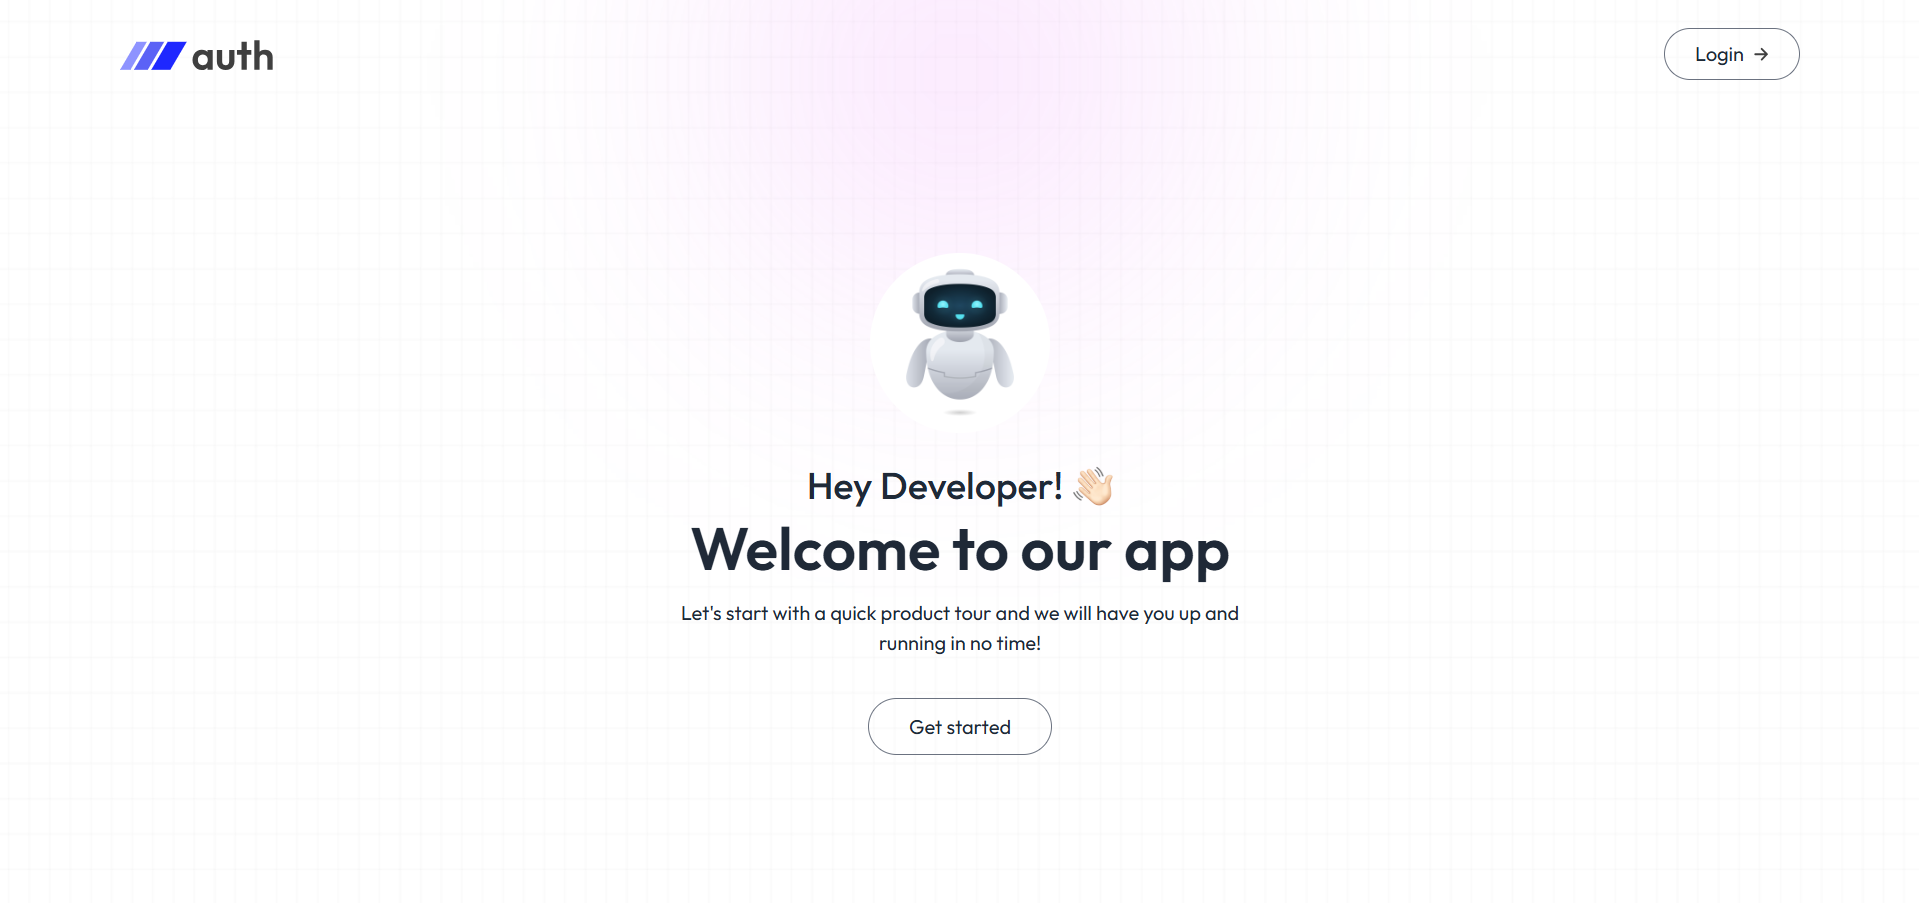 auth
Login →
Hey Developer! 👋🏻
Welcome to our app
Let's start with a quick product tour and we will have you up and
running in no time!
Get started